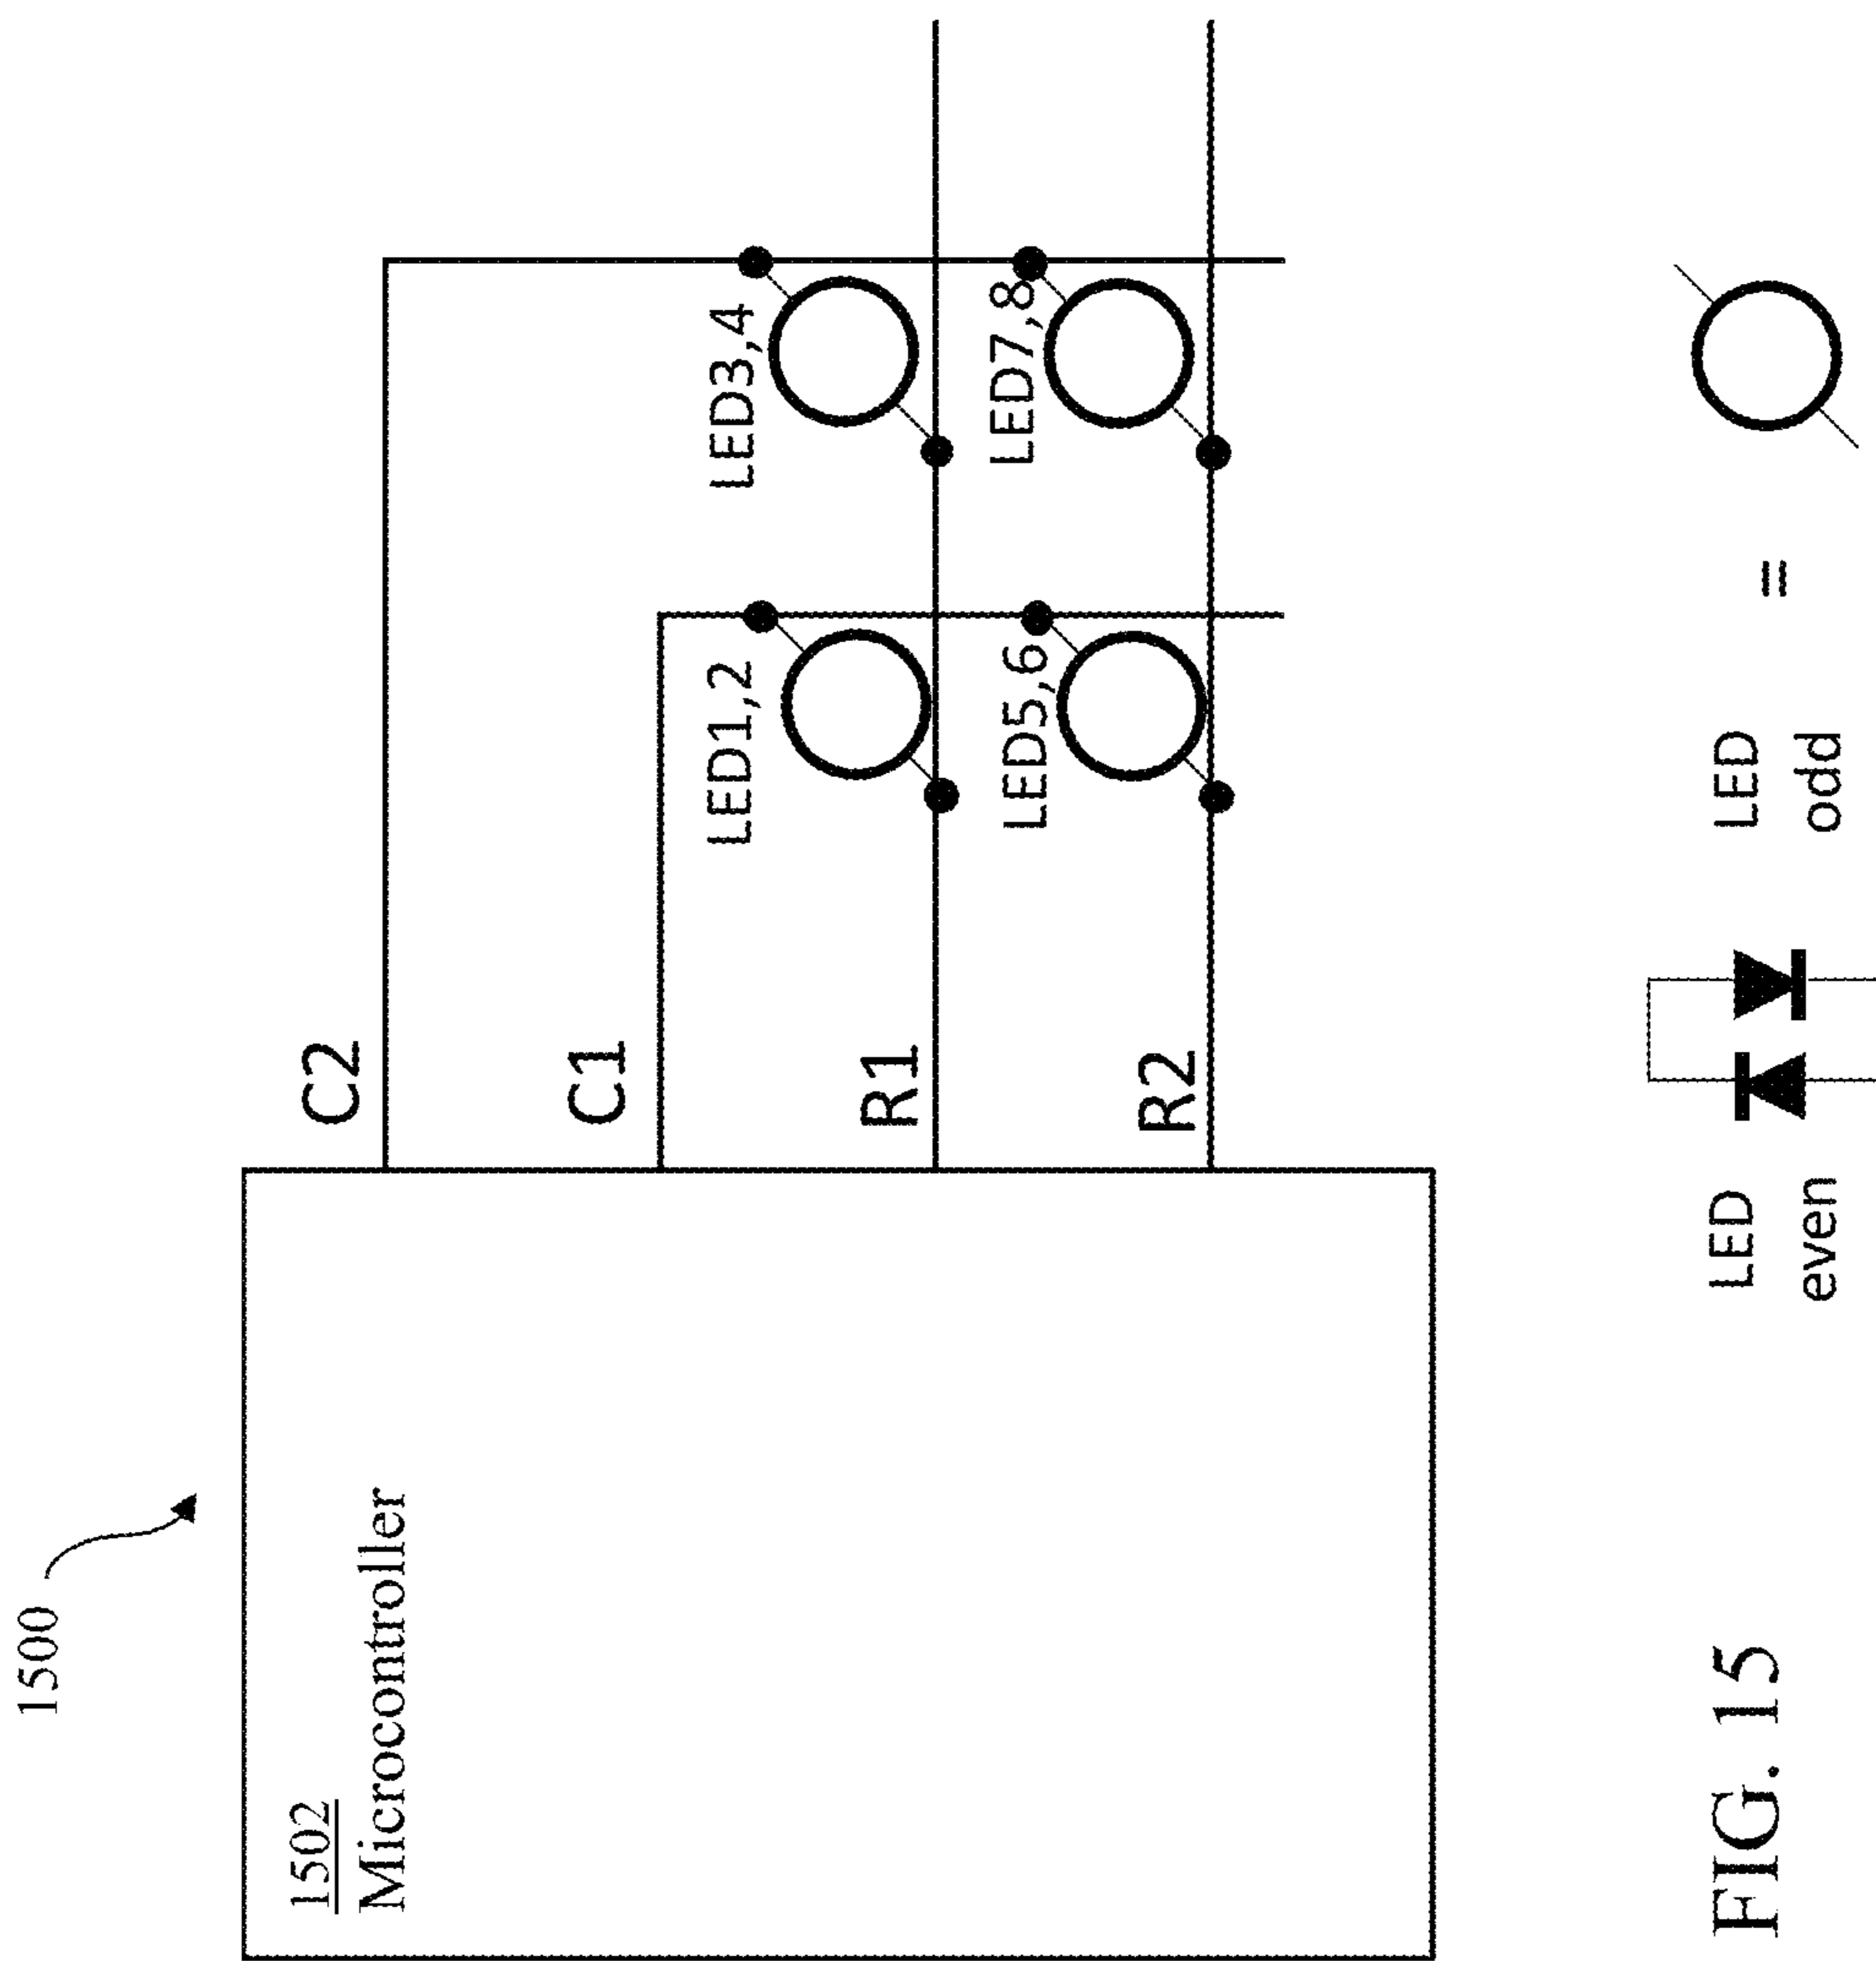 1500
1502
Microcontroller
C2
C1
R1
R2
LED1,2
LED3,4
LED5,6
LED7,8
FIG. 15
LED
even
LED
odd
=